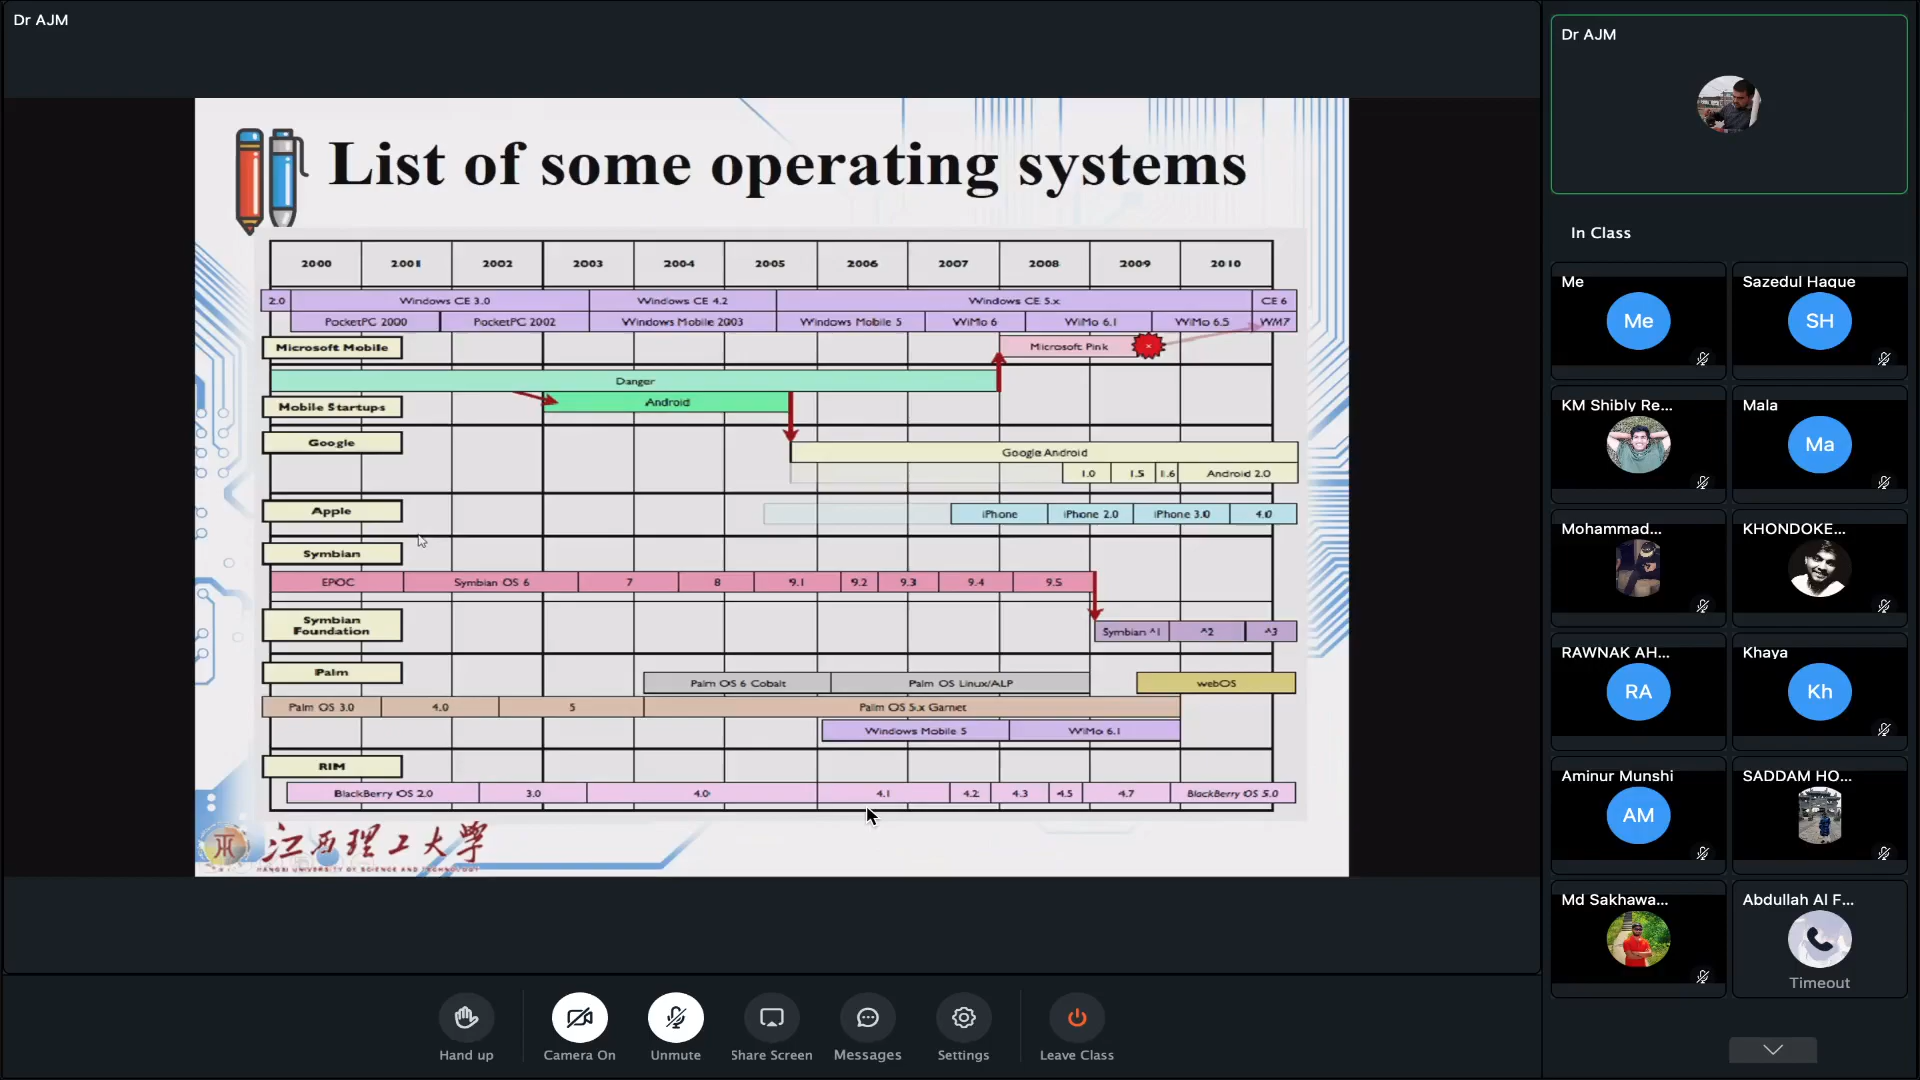 Dr AJM
List of some operating systems
2000 2001 2002 2003 2004 2005 2006 2007 2008 2009 2010
2.0 Windows CE 3.0 Windows CE 4.2 Windows CE 5.x CE 6
PocketPC 2000 PocketPC 2002 Windows Mobile 2003 Windows Mobile 5 WiMo 6 WiMo 6.1 WiMo 6.5 WM7
Microsoft Mobile Microsoft Pink
Danger
Mobile Startups Android
Google
Google Android
1.0 1.5 1.6 Android 2.0
Apple iPhone iPhone 2.0 iPhone 3.0 4.0
Symbian
EPOC Symbian OS 6 7 8 9.1 9.2 9.3 9.4 9.5
Symbian
Foundation
Symbian ^1 ^2 ^3
Palm
Palm OS 6 Cobalt Palm OS Linux/ALP webOS
Palm OS 3.0 4.0 5 Palm OS 5.x Garnet
Windows Mobile 5 WiMo 6.1
RIM
BlackBerry OS 2.0 3.0 4.0 4.1 4.2 4.3 4.5 4.7 BlackBerry OS 5.0
江西理工大学
Hand up
Camera On
Unmute
Share Screen
Messages
Settings
Leave Class
Dr AJM
In Class
Me
Me
Sazedul Haque
SH
KM Shibly Re...
Mala
Ma
Mohammad...
KHONDOKE...
RAWNAK AH...
RA
Khaya
Kh
Aminur Munshi
AM
SADDAM HO...
Md Sakhawa...
Abdullah Al F...
Timeout